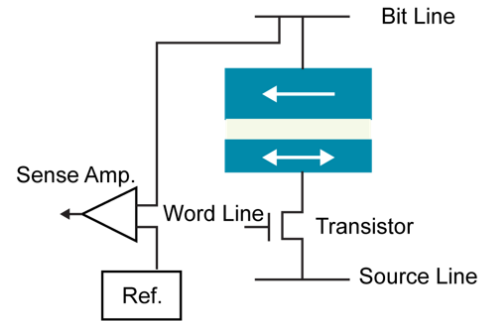 Bit Line
Sense Amp.
Word Line
Transistor
Source Line
Ref.